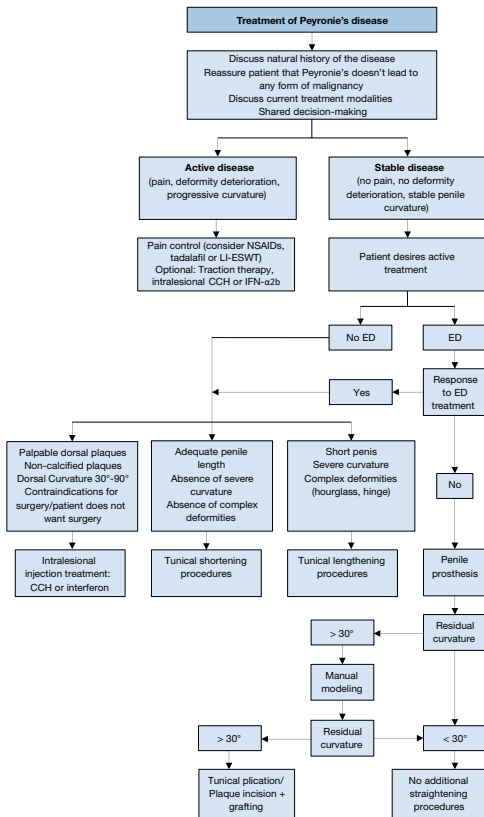 Treatment of Peyronie's disease
Discuss natural history of the disease
Reassure patient that Peyronie's doesn't lead to
any form of malignancy
Discuss current treatment modalities
Shared decision-making
Active disease
(pain, deformity deterioration,
progressive curvature)
Stable disease
(no pain, no deformity
deterioration, stable penile
curvature)
Pain control (consider NSAIDs,
tadalafil or LI-ESWT)
Optional: Traction therapy,
intralesional CCH or IFN-α2b
Patient desires active
treatment
No ED
ED
Yes
Response
to ED
treatment
No
Palpable dorsal plaques
Non-calcified plaques
Dorsal Curvature 30°-90°
Contraindications for
surgery/patient does not
want surgery
Adequate penile
length
Absence of severe
curvature
Absence of complex
deformities
Short penis
Severe curvature
Complex deformities
(hourglass, hinge)
Intralesional
injection treatment:
CCH or interferon
Tunical shortening
procedures
Tunical lengthening
procedures
Penile
prosthesis
> 30°
Residual
curvature
Manual
modeling
> 30°
Residual
curvature
< 30°
Tunical plication/
Plaque incision +
grafting
No additional
straightening
procedures